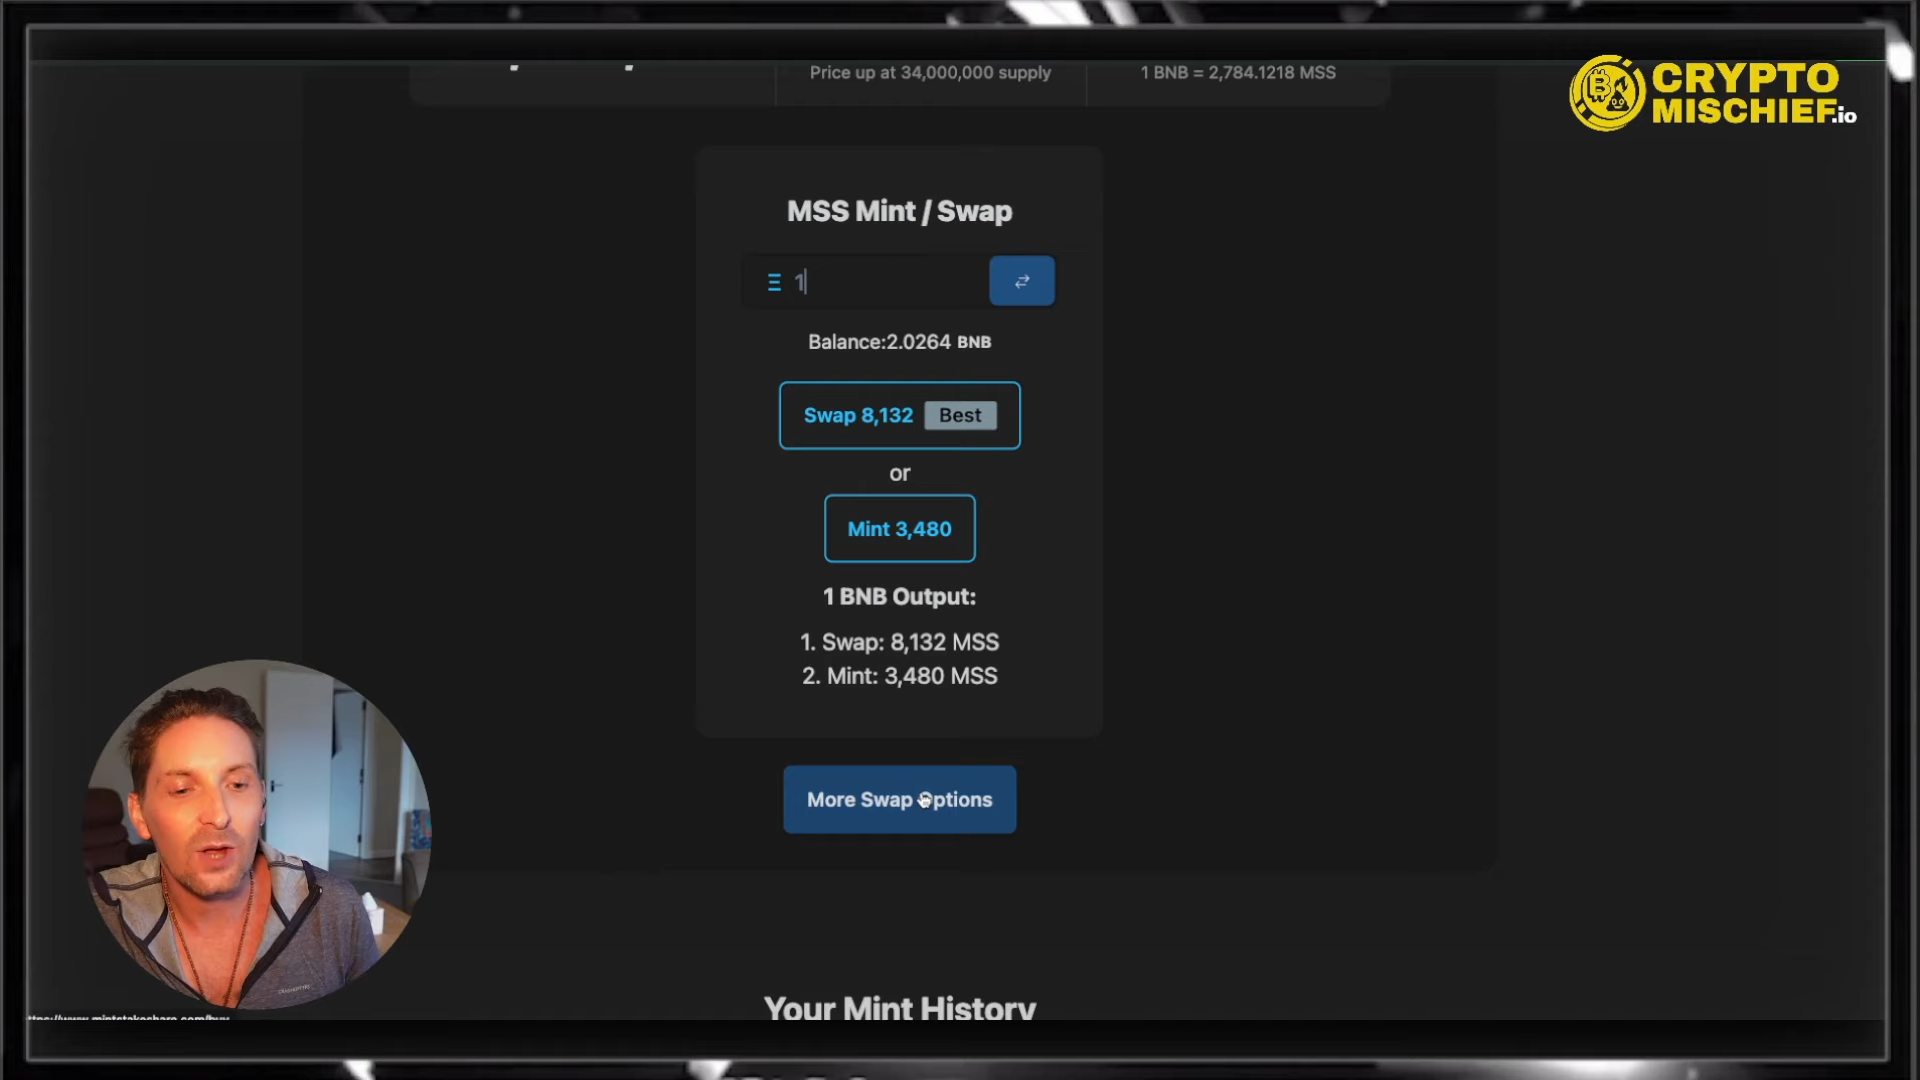 Price up at 34,000,000 supply
1 BNB = 2,784.1218 MSS
CRYPTO
MISCHIEF.io
MSS Mint / Swap
1
Balance:2.0264 BNB
Swap 8,132 Best
or
Mint 3,480
1 BNB Output:
1. Swap: 8,132 MSS
2. Mint: 3,480 MSS
More Swap Options
Your Mint History